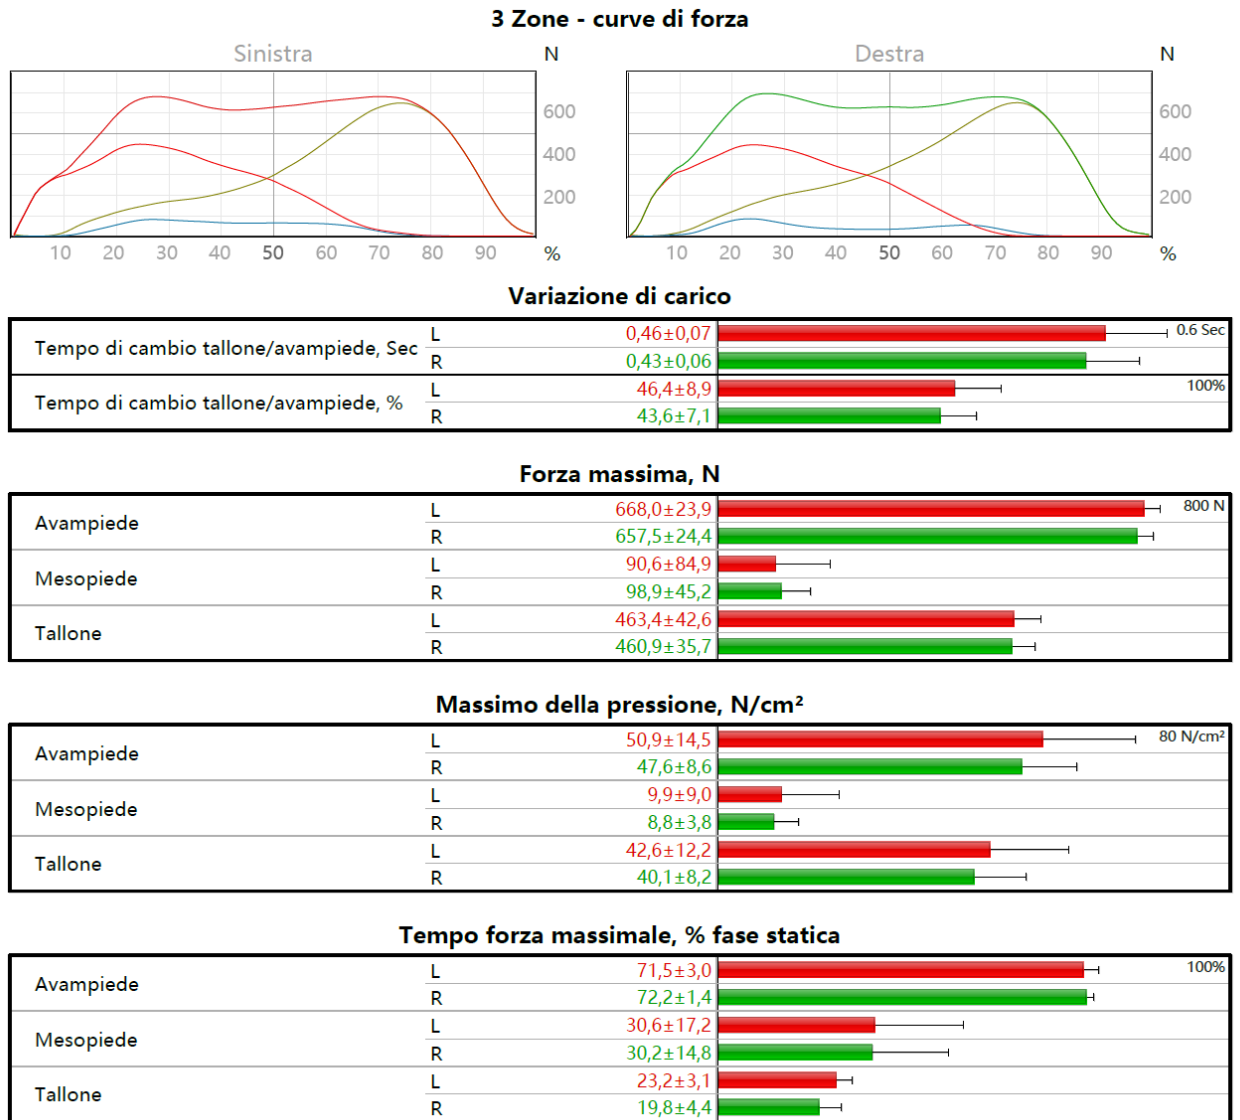 3 Zone - curve di forza
Sinistra N
Destra N
600
400
200
10 20 30 40 50 60 70 80 90 %
600
400
200
10 20 30 40 50 60 70 80 90 %
Variazione di carico
Tempo di cambio tallone/avampiede, Sec
L 0,46±0,07 0.6 Sec
R 0,43±0,06
Tempo di cambio tallone/avampiede, %
L 46,4±8,9 100%
R 43,6±7,1
Forza massima, N
Avampiede
L 668,0±23,9 800 N
R 657,5±24,4
Mesopiede
L 90,6±84,9
R 98,9±45,2
Tallone
L 463,4±42,6
R 460,9±35,7
Massimo della pressione, N/cm²
Avampiede
L 50,9±14,5 80 N/cm²
R 47,6±8,6
Mesopiede
L 9,9±9,0
R 8,8±3,8
Tallone
L 42,6±12,2
R 40,1±8,2
Tempo forza massimale, % fase statica
Avampiede
L 71,5±3,0 100%
R 72,2±1,4
Mesopiede
L 30,6±17,2
R 30,2±14,8
Tallone
L 23,2±3,1
R 19,8±4,4